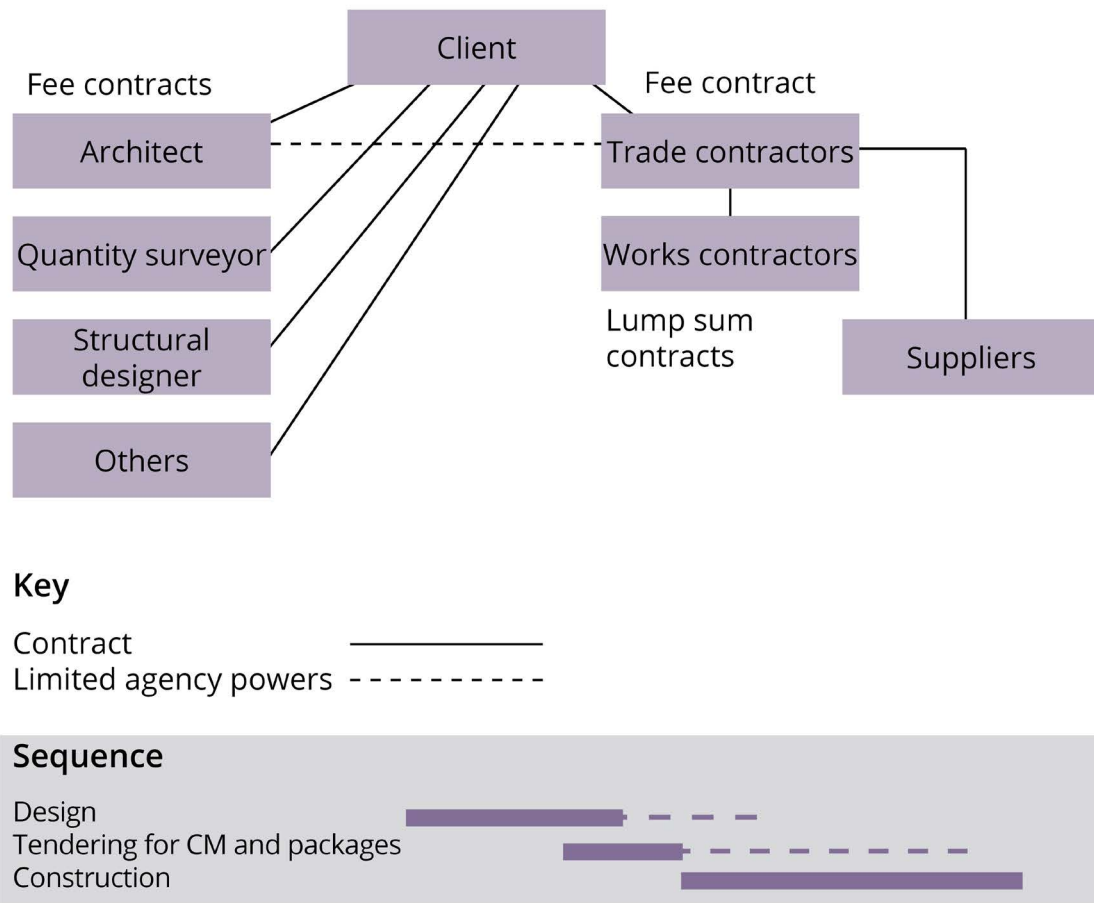 Client
Fee contracts
Fee contract
Architect
Trade contractors
Quantity surveyor
Works contractors
Structural
designer
Lump sum
contracts
Suppliers
Others
Key
Contract
Limited agency powers
Sequence
Design
Tendering for CM and packages
Construction